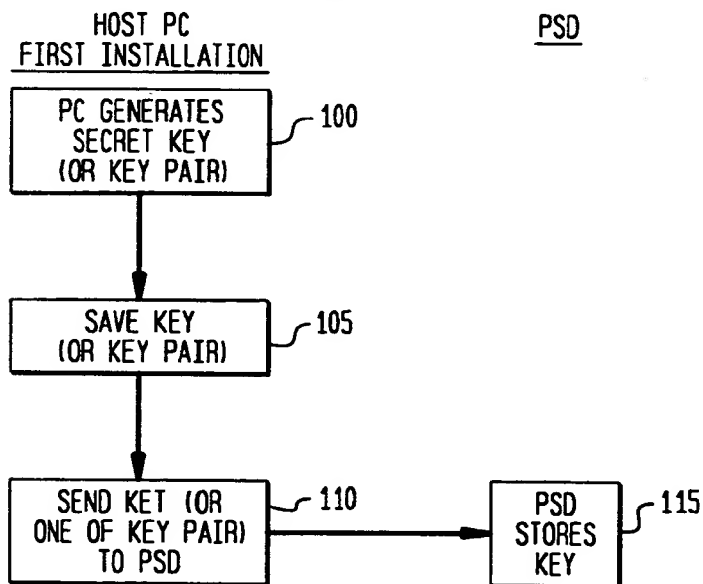 HOST PC
FIRST INSTALLATION
PSD
PC GENERATES
SECRET KEY
(OR KEY PAIR)
100
SAVE KEY
(OR KEY PAIR)
105
SEND KET (OR
ONE OF KEY PAIR)
TO PSD
110
PSD
STORES
KEY
115